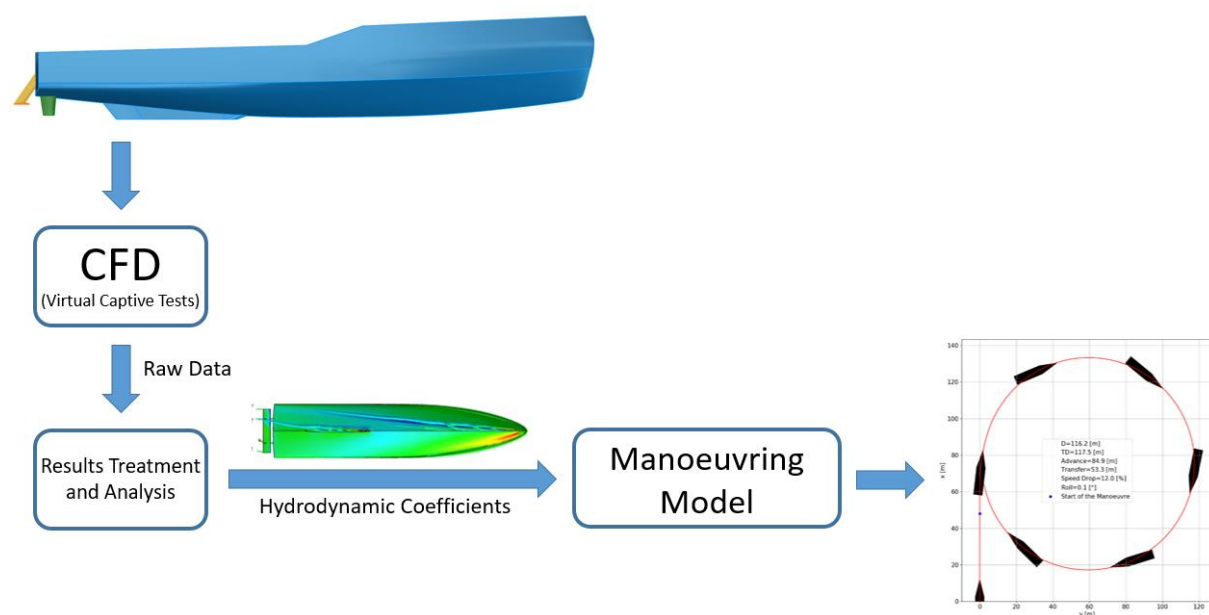 CFD
(Virtual Captive Tests)
Raw Data
Results Treatment
and Analysis
Hydrodynamic Coefficients
Manoeuvring
Model
140
120
100
80
60
40
20
0
x [m]
D=116.2 [m]
TD=117.5 [m]
Advance=84.9 [m]
Transfer=53.3 [m]
Speed Drop=12.0 [%]
Roll=0.1 [°]
Start of the Manoeuvre
0 20 40 60 80 100 120
y [m]